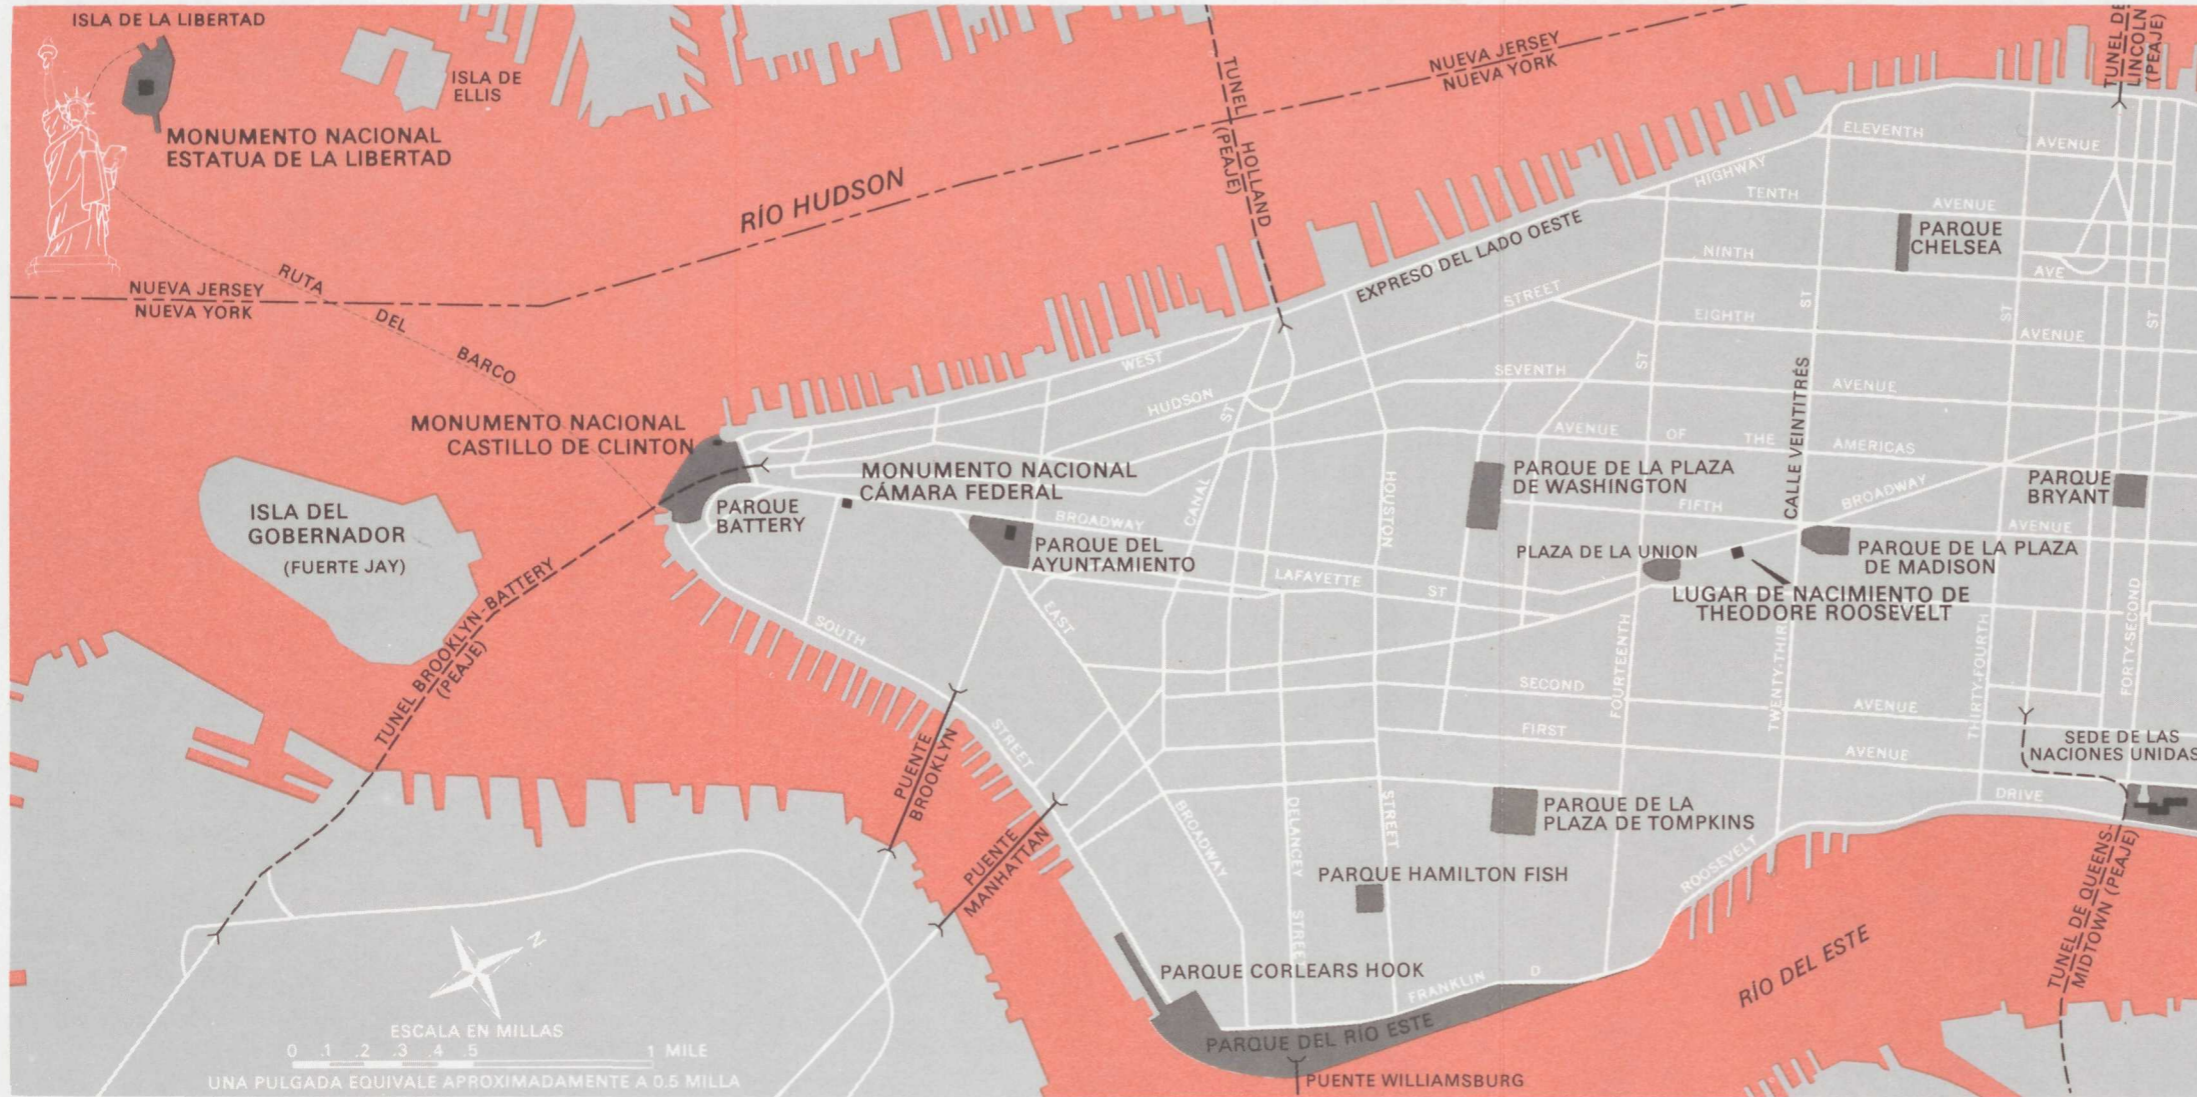 ISLA DE LA LIBERTAD
ISLA DE
ELLIS
MONUMENTO NACIONAL
ESTATUA DE LA LIBERTAD
RÍO HUDSON
NUEVA JERSEY
NUEVA YORK
NUEVA JERSEY
NUEVA YORK
RUTA
DEL
BARCO
TUNEL HOLLAND
(PEAJE)
TUNEL DE
LINCOLN
(PEAJE)
EXPRESO DEL LADO OESTE
HIGHWAY
ELEVENTH AVENUE
TENTH AVENUE
PARQUE
CHELSEA
NINTH AVE
EIGHTH AVENUE
SEVENTH AVENUE
AVENUE OF THE AMERICAS
STREET
WEST
HUDSON
ST
ST
ST
ST
ST
CALLE VEINTITRÉS
MONUMENTO NACIONAL
CASTILLO DE CLINTON
PARQUE
BATTERY
MONUMENTO NACIONAL
CÁMARA FEDERAL
PARQUE DEL
AYUNTAMIENTO
BROADWAY
CANAL
HOUSTON
STREET
LAFAYETTE ST
PARQUE DE LA PLAZA
DE WASHINGTON
FIFTH AVENUE
BROADWAY
PARQUE
BRYANT
PLAZA DE LA UNION
PARQUE DE LA PLAZA
DE MADISON
LUGAR DE NACIMIENTO DE
THEODORE ROOSEVELT
ISLA DEL
GOBERNADOR
(FUERTE JAY)
TUNEL BROOKLYN-BATTERY
(PEAJE)
SOUTH
STREET
EAST
BROADWAY
FOURTEENTH
TWENTY-THIRD
THIRTY-FOURTH
FORTY-SECOND
SECOND AVENUE
FIRST AVENUE
SEDE DE LAS
NACIONES UNIDAS
PUENTE
BROOKLYN
PUENTE
MANHATTAN
DELANCEY
STREET
PARQUE DE LA
PLAZA DE TOMPKINS
PARQUE HAMILTON FISH
PARQUE CORLEARS HOOK
FRANKLIN D ROOSEVELT DRIVE
PARQUE DEL RÍO ESTE
PUENTE WILLIAMSBURG
RÍO DEL ESTE
TUNEL DE QUEENS-
MIDTOWN (PEAJE)
N
ESCALA EN MILLAS
0 .1 .2 .3 .4 .5 1 MILE
UNA PULGADA EQUIVALE APROXIMADAMENTE A 0.5 MILLA